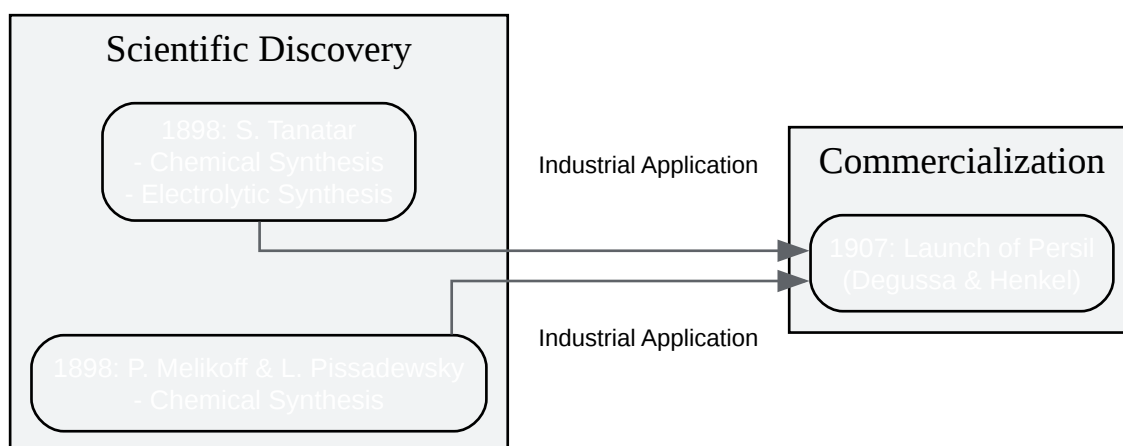 Scientific Discovery
1898: S. Tanatar
- Chemical Synthesis
- Electrolytic Synthesis
Industrial Application
Commercialization
1907: Launch of Persil
(Degussa & Henkel)
Industrial Application
1898: P. Melikoff & L. Pissadewsky
- Chemical Synthesis